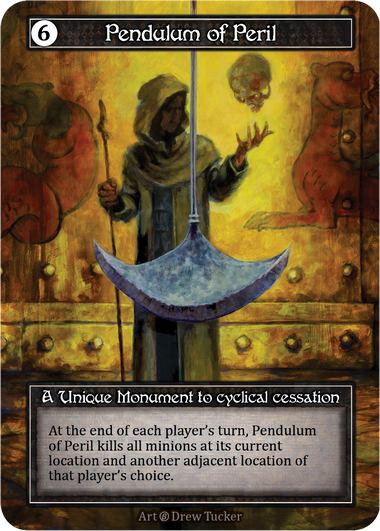 6
Pendulum of Peril
A Unique Monument to cyclical cessation
At the end of each player's turn, Pendulum
of Peril kills all minions at its current
location and another adjacent location of
that player's choice.
Art @ Drew Tucker